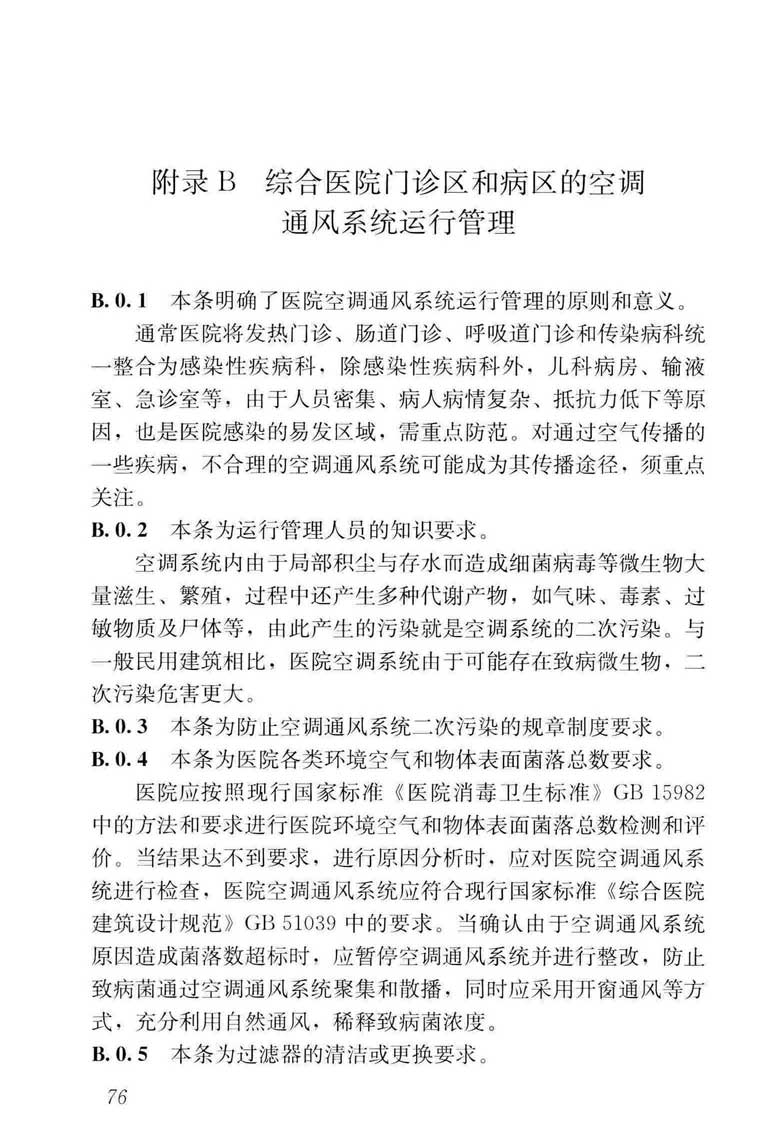 附录 B　综合医院门诊区和病区的空调
通风系统运行管理
B. 0. 1　本条明确了医院空调通风系统运行管理的原则和意义。
通常医院将发热门诊、肠道门诊、呼吸道门诊和传染病科统
一整合为感染性疾病科，除感染性疾病科外，儿科病房、输液
室、急诊室等，由于人员密集、病人病情复杂、抵抗力低下等原
因，也是医院感染的易发区域，需重点防范。对通过空气传播的
一些疾病，不合理的空调通风系统可能成为其传播途径，须重点
关注。
B. 0. 2　本条为运行管理人员的知识要求。
空调系统内由于局部积尘与存水而造成细菌病毒等微生物大
量滋生、繁殖，过程中还产生多种代谢产物，如气味、毒素、过
敏物质及尸体等，由此产生的污染就是空调系统的二次污染。与
一般民用建筑相比，医院空调系统由于可能存在致病微生物，二
次污染危害更大。
B. 0. 3　本条为防止空调通风系统二次污染的规章制度要求。
B. 0. 4　本条为医院各类环境空气和物体表面菌落总数要求。
医院应按照现行国家标准《医院消毒卫生标准》GB 15982
中的方法和要求进行医院环境空气和物体表面菌落总数检测和评
价。当结果达不到要求，进行原因分析时，应对医院空调通风系
统进行检查，医院空调通风系统应符合现行国家标准《综合医院
建筑设计规范》GB 51039 中的要求。当确认由于空调通风系统
原因造成菌落数超标时，应暂停空调通风系统并进行整改，防止
致病菌通过空调通风系统聚集和散播，同时应采用开窗通风等方
式，充分利用自然通风，稀释致病菌浓度。
B. 0. 5　本条为过滤器的清洁或更换要求。
76